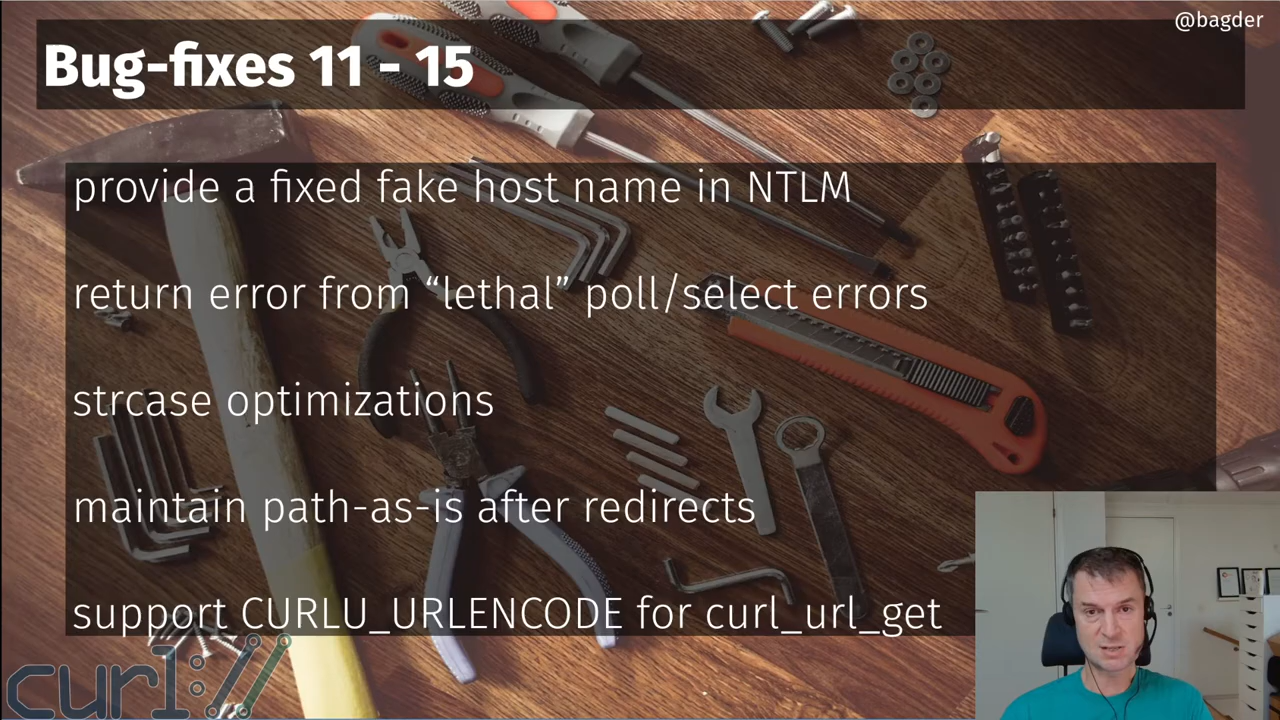 @bagder
Bug-fixes 11 - 15
provide a fixed fake host name in NTLM
return error from “lethal” poll/select errors
strcase optimizations
maintain path-as-is after redirects
support CURLU_URLENCODE for curl_url_get
curl://